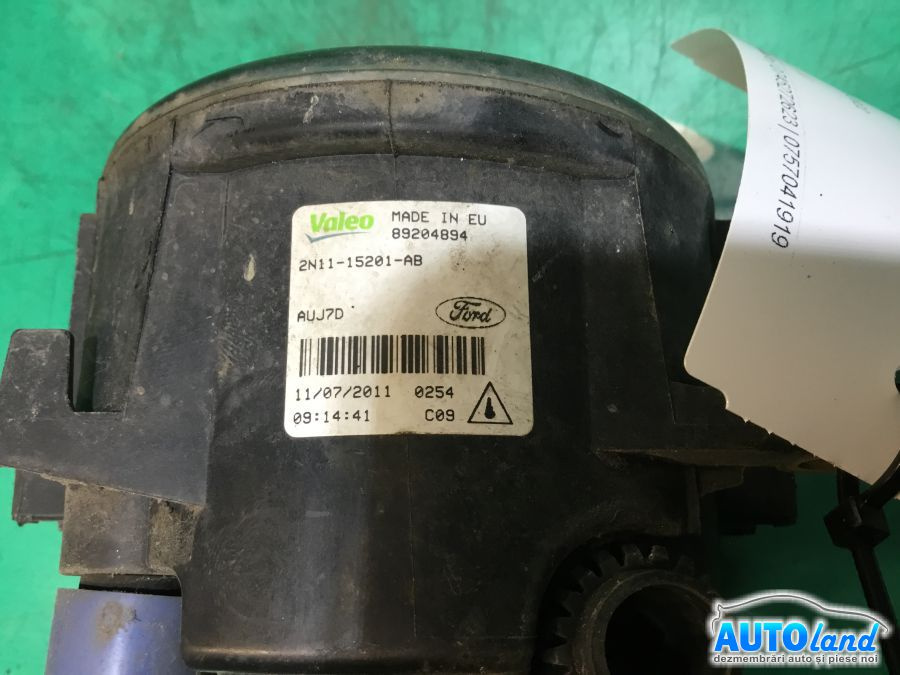 Valeo MADE IN EU
89204894
2N11-15201-AB
AUJ7D Ford
11/07/2011 0254
09:14:41 C09
0757041919
AUTOland
dezmembrări auto și piese noi